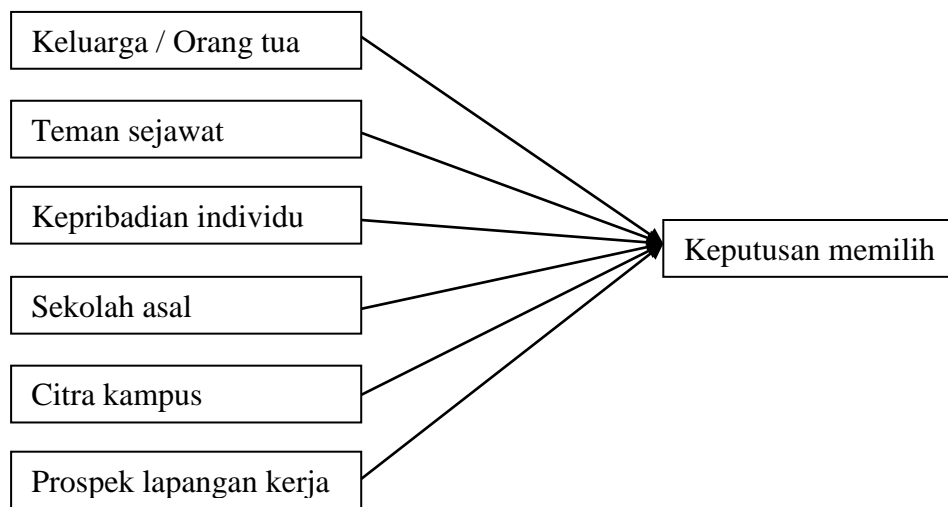 Keluarga / Orang tua
Teman sejawat
Kepribadian individu
Keputusan memilih
Sekolah asal
Citra kampus
Prospek lapangan kerja